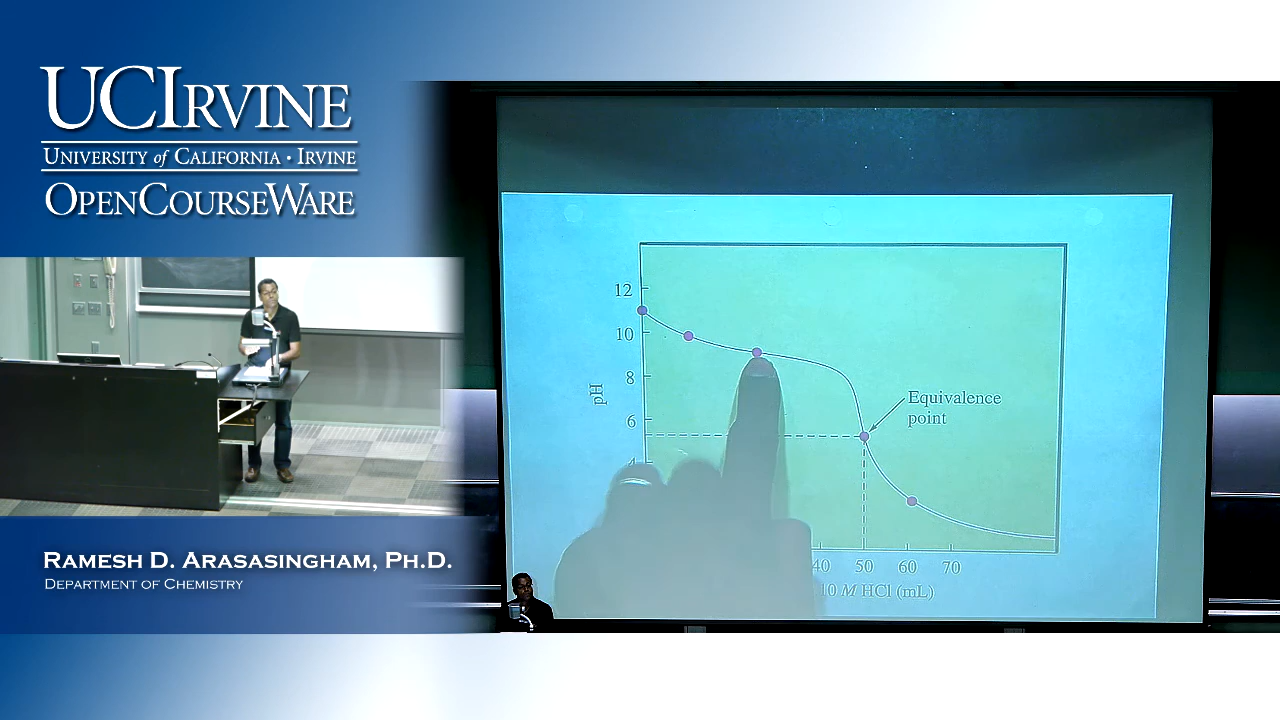 UCIRVINE
UNIVERSITY of CALIFORNIA · IRVINE
OPENCOURSEWARE
RAMESH D. ARASASINGHAM, PH.D.
DEPARTMENT OF CHEMISTRY
12
10
8
6
4
pH
Equivalence
point
40 50 60 70
10 M HCl (mL)